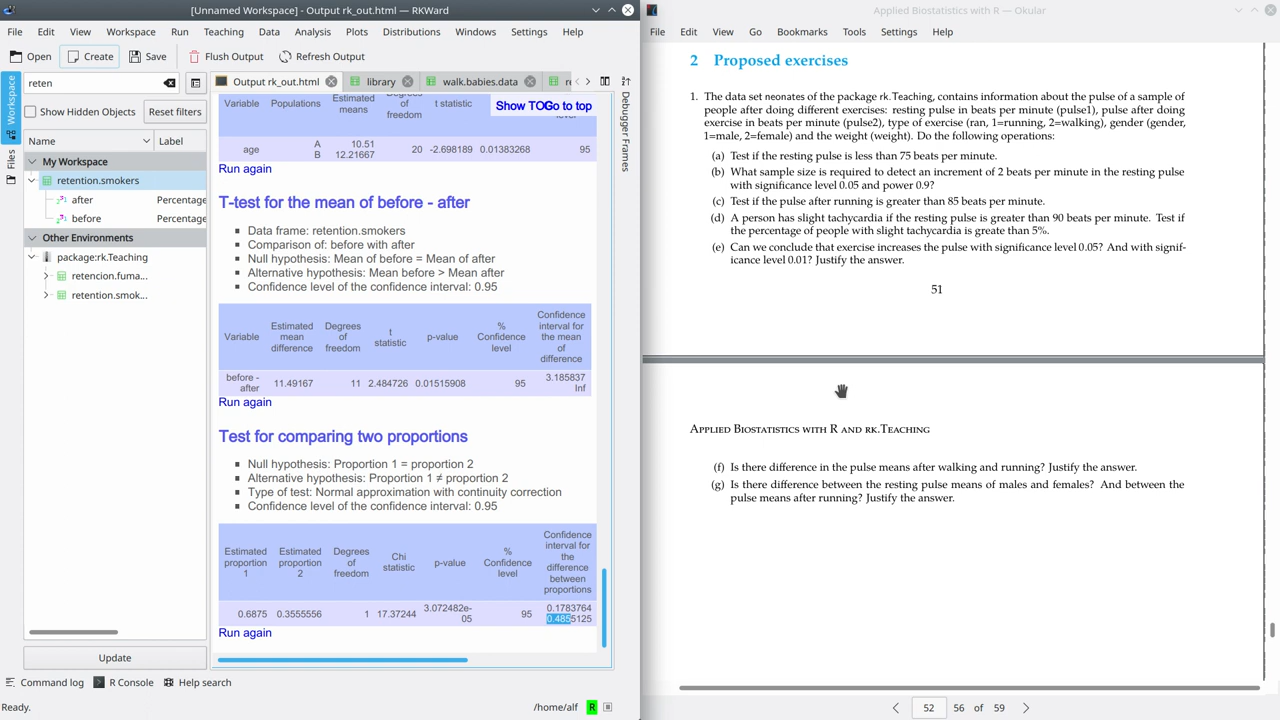 [Unnamed Workspace] - Output rk_out.html — RKWard
File Edit View Workspace Run Teaching Data Analysis Plots Distributions Windows Settings Help
Open Create Save Flush Output Refresh Output
reten
Show Hidden Objects Reset filters
Name Label
My Workspace
retention.smokers
after Percentage
before Percentage
Other Environments
package:rk.Teaching
retencion.fuma...
retention.smok...
Update
Workspace
Files
Output rk_out.html library walk.babies.data re
Debugger Frames
Show TOGo to top
Variable Populations Estimated means Degrees of freedom t statistic level
age A B 10.51 12.21667 20 -2.698189 0.01383268 95
Run again
T-test for the mean of before - after
Data frame: retention.smokers
Comparison of: before with after
Null hypothesis: Mean of before = Mean of after
Alternative hypothesis: Mean before > Mean after
Confidence level of the confidence interval: 0.95
Variable Estimated mean difference Degrees of freedom t statistic p-value % Confidence level Confidence interval for the mean of difference
before - after 11.49167 11 2.484726 0.01515908 95 3.185837 Inf
Run again
Test for comparing two proportions
Null hypothesis: Proportion 1 = proportion 2
Alternative hypothesis: Proportion 1 ≠ proportion 2
Type of test: Normal approximation with continuity correction
Confidence level of the confidence interval: 0.95
Estimated proportion 1 Estimated proportion 2 Degrees of freedom Chi statistic p-value % Confidence level Confidence interval for the difference between proportions
0.6875 0.3555556 1 17.37244 3.072482e-05 95 0.1783764 0.4855125
Run again
Command log R Console Help search
Ready. /home/alf R
Applied Biostatistics with R — Okular
File Edit View Go Bookmarks Tools Settings Help
2 Proposed exercises
1. The data set neonates of the package rk.Teaching, contains information about the pulse of a sample of
people after doing different exercises: resting pulse in beats per minute (pulse1), pulse after doing
exercise in beats per minute (pulse2), type of exercise (ran, 1=running, 2=walking), gender (gender,
1=male, 2=female) and the weight (weight). Do the following operations:
(a) Test if the resting pulse is less than 75 beats per minute.
(b) What sample size is required to detect an increment of 2 beats per minute in the resting pulse
with significance level 0.05 and power 0.9?
(c) Test if the pulse after running is greater than 85 beats per minute.
(d) A person has slight tachycardia if the resting pulse is greater than 90 beats per minute. Test if
the percentage of people with slight tachycardia is greate than 5%.
(e) Can we conclude that exercise increases the pulse with significance level 0.05? And with signif-
icance level 0.01? Justify the answer.
51
Applied Biostatistics with R and rk.Teaching
(f) Is there difference in the pulse means after walking and running? Justify the answer.
(g) Is there difference between the resting pulse means of males and females? And between the
pulse means after running? Justify the answer.
52 56 of 59